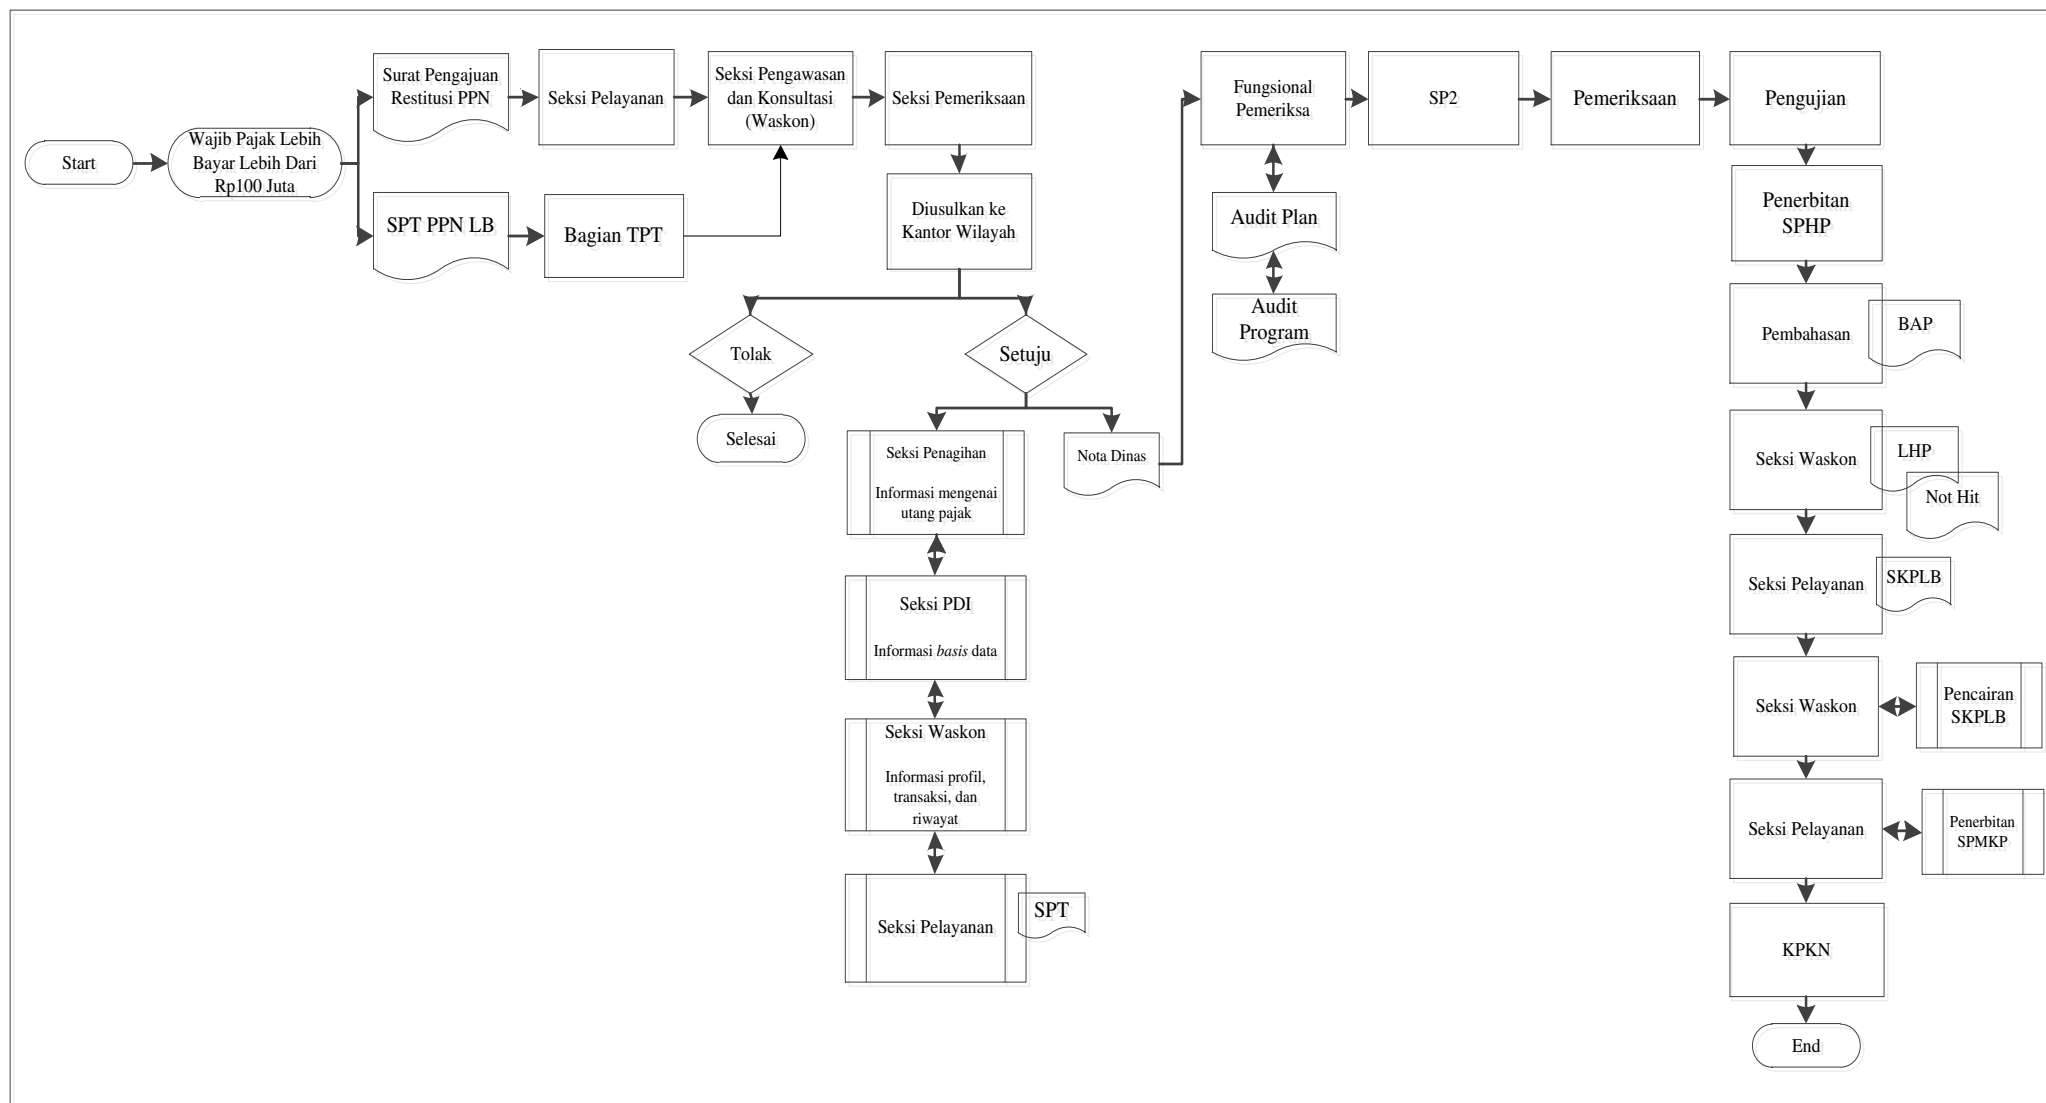 Start
Wajib Pajak Lebih
Bayar Lebih Dari
Rp100 Juta
Surat Pengajuan
Restitusi PPN
Seksi Pelayanan
Seksi Pengawasan
dan Konsultasi
(Waskon)
Seksi Pemeriksaan
SPT PPN LB
Bagian TPT
Diusulkan ke
Kantor Wilayah
Tolak
Setuju
Selesai
Seksi Penagihan
Informasi mengenai
utang pajak
Nota Dinas
Seksi PDI
Informasi basis data
Seksi Waskon
Informasi profil,
transaksi, dan
riwayat
Seksi Pelayanan
SPT
Fungsional
Pemeriksa
Audit Plan
Audit
Program
SP2
Pemeriksaan
Pengujian
Penerbitan
SPHP
Pembahasan
BAP
Seksi Waskon
LHP
Not Hit
Seksi Pelayanan
SKPLB
Seksi Waskon
Pencairan
SKPLB
Seksi Pelayanan
Penerbitan
SPMKP
KPKN
End